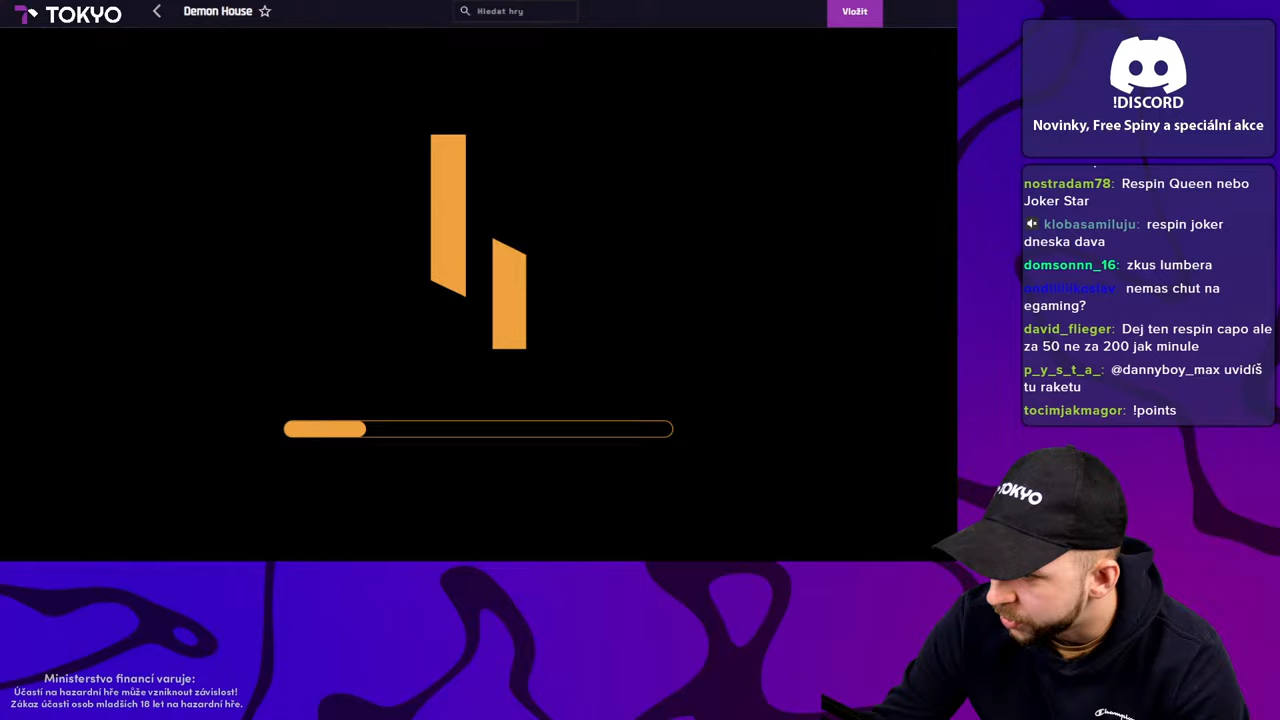 TOKYO
Demon House
Hledat hry
Vložit
!DISCORD
Novinky, Free Spiny a speciální akce
nostradam78: Respin Queen nebo
Joker Star
klobasamiluju: respin joker
dneska dava
domsonnn_16: zkus lumbera
nemas chut na
egaming?
david_flieger: Dej ten respin capo ale
za 50 ne za 200 jak minule
p_y_s_t_a_: @dannyboy_max uvidíš
tu raketu
tocimjakmagor: !points
TOKYO
Champion
Ministerstvo financí varuje:
Účastí na hazardní hře může vzniknout závislost!
Zákaz účasti osob mladších 18 let na hazardní hře.